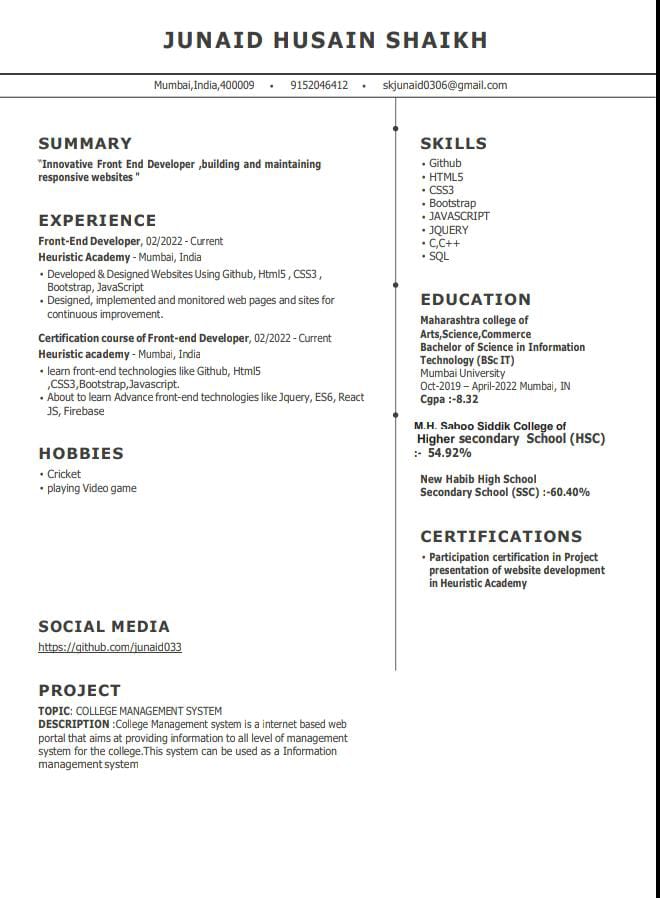 JUNAID HUSAIN SHAIKH
Mumbai,India,400009 • 9152046412 • skjunaid0306@gmail.com
SUMMARY
"Innovative Front End Developer ,building and maintaining
responsive websites "
EXPERIENCE
Front-End Developer, 02/2022 - Current
Heuristic Academy - Mumbai, India
• Developed & Designed Websites Using Github, Html5 , CSS3 ,
Bootstrap, JavaScript
• Designed, implemented and monitored web pages and sites for
continuous improvement.
Certification course of Front-end Developer, 02/2022 - Current
Heuristic academy - Mumbai, India
• learn front-end technologies like Github, Html5
,CSS3,Bootstrap,Javascript.
• About to learn Advance front-end technologies like Jquery, ES6, React
JS, Firebase
HOBBIES
• Cricket
• playing Video game
SOCIAL MEDIA
https://github.com/junaid033
PROJECT
TOPIC: COLLEGE MANAGEMENT SYSTEM
DESCRIPTION :College Management system is a internet based web
portal that aims at providing information to all level of management
system for the college.This system can be used as a Information
management system
SKILLS
• Github
• HTML5
• CSS3
• Bootstrap
• JAVASCRIPT
• JQUERY
• C,C++
• SQL
EDUCATION
Maharashtra college of
Arts,Science,Commerce
Bachelor of Science in Information
Technology (BSc IT)
Mumbai University
Oct-2019 – April-2022 Mumbai, IN
Cgpa :-8.32
M.H. Saboo Siddik College of
Higher secondary School (HSC)
:- 54.92%
New Habib High School
Secondary School (SSC) :-60.40%
CERTIFICATIONS
• Participation certification in Project
presentation of website development
in Heuristic Academy